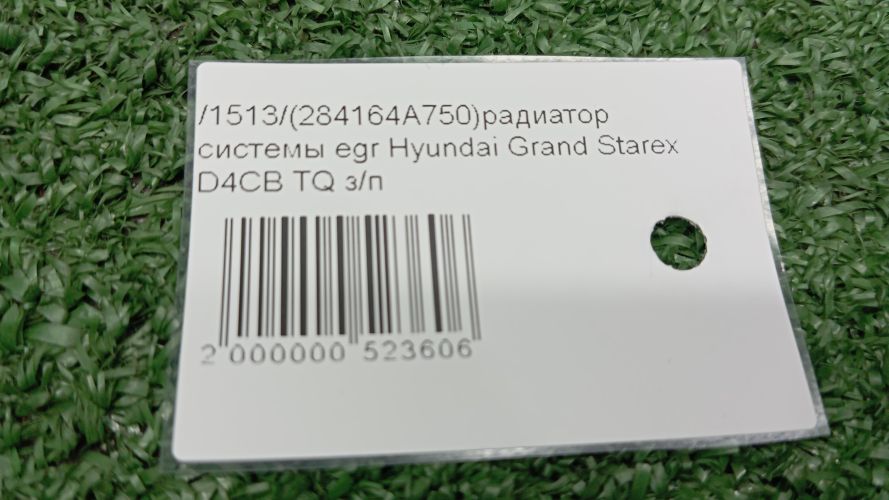 /1513/(284164A750)радиатор
системы egr Hyundai Grand Starex
D4CB TQ з/п
2 000000 523606